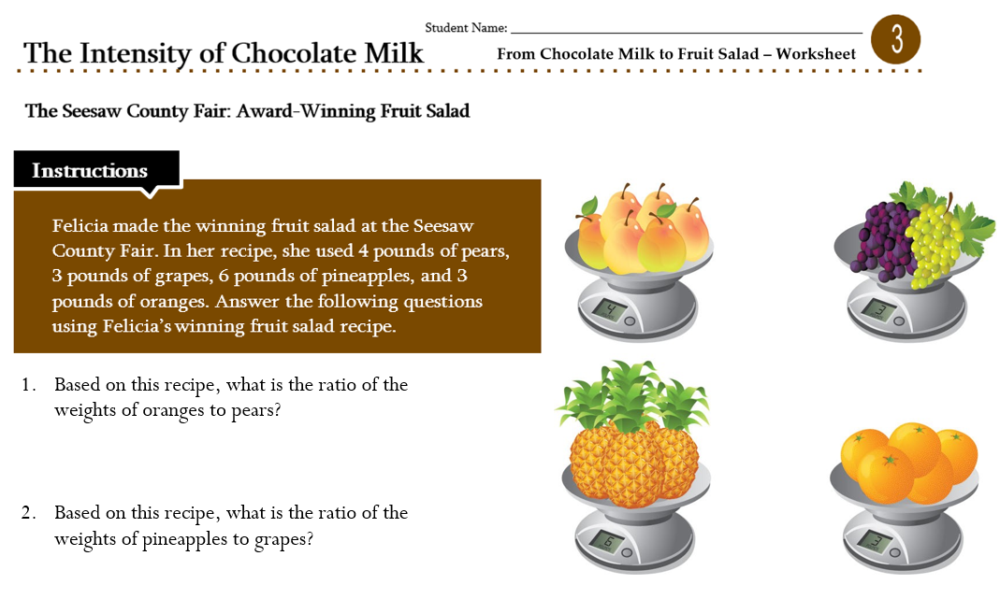 Student Name:
3
The Intensity of Chocolate Milk
From Chocolate Milk to Fruit Salad – Worksheet
The Seesaw County Fair: Award-Winning Fruit Salad
Instructions
Felicia made the winning fruit salad at the Seesaw
County Fair. In her recipe, she used 4 pounds of pears,
3 pounds of grapes, 6 pounds of pineapples, and 3
pounds of oranges. Answer the following questions
using Felicia’s winning fruit salad recipe.
4
3
1. Based on this recipe, what is the ratio of the
weights of oranges to pears?
2. Based on this recipe, what is the ratio of the
weights of pineapples to grapes?
6
3